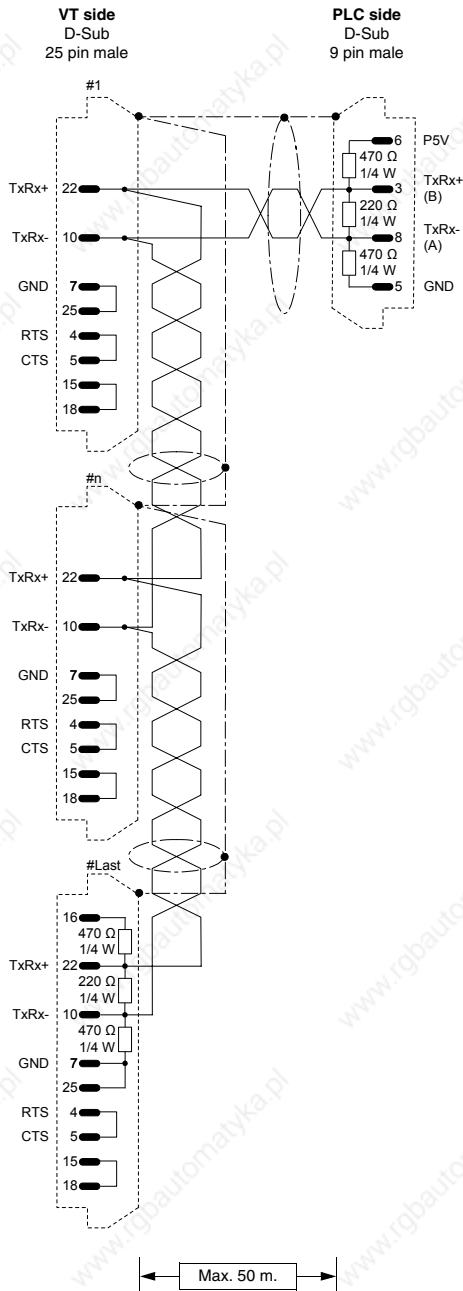 VT side
D-Sub
25 pin male
PLC side
D-Sub
9 pin male
#1
TxRx+ 22
TxRx- 10
GND 7
25
RTS 4
CTS 5
15
18
6 P5V
470 Ω
1/4 W
3 TxRx+
(B)
220 Ω
1/4 W
8 TxRx-
(A)
470 Ω
1/4 W
5 GND
#n
TxRx+ 22
TxRx- 10
GND 7
25
RTS 4
CTS 5
15
18
#Last
16
470 Ω
1/4 W
TxRx+ 22
220 Ω
1/4 W
TxRx- 10
470 Ω
1/4 W
GND 7
25
RTS 4
CTS 5
15
18
Max. 50 m.
www.rgbautomatyka.pl